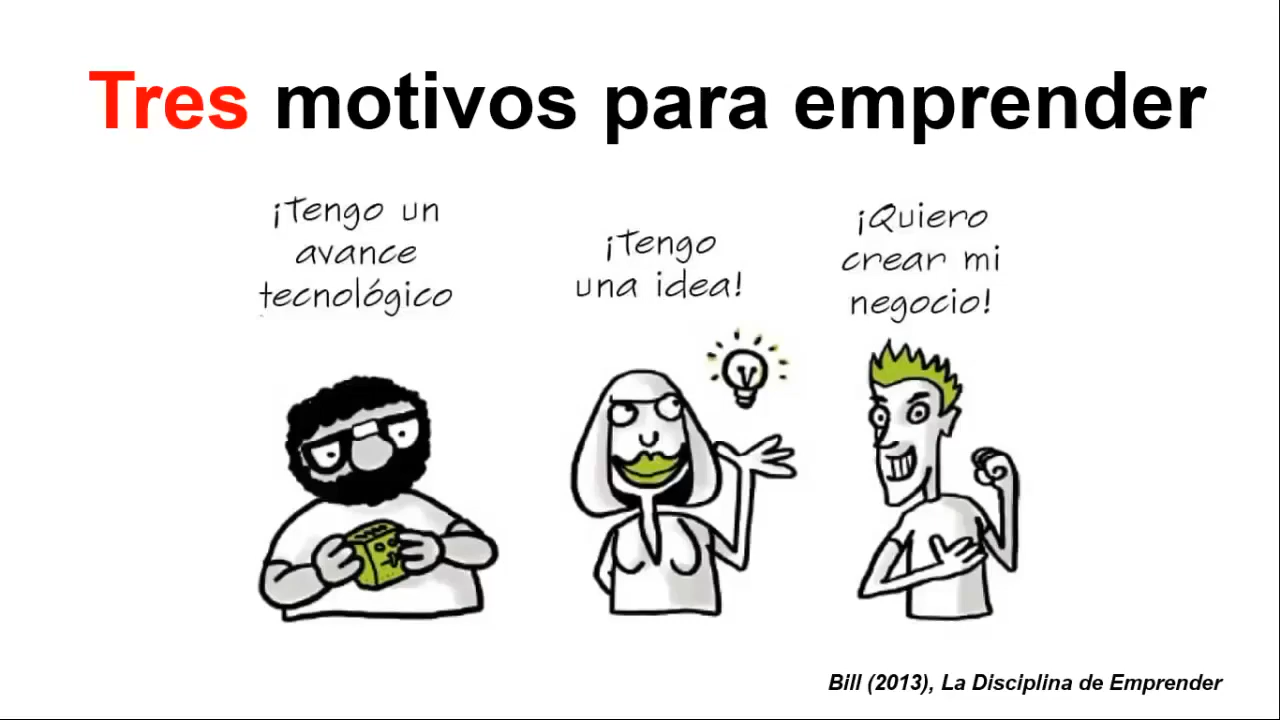 Tres motivos para emprender
¡Tengo un
avance
tecnológico
¡Tengo
una idea!
¡Quiero
crear mi
negocio!
Bill (2013), La Disciplina de Emprender